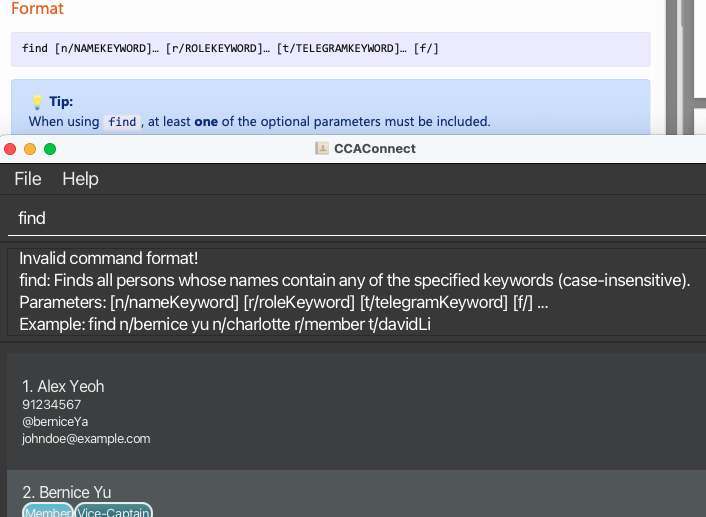 Format
find [n/NAMEKEYWORD]… [r/ROLEKEYWORD]… [t/TELEGRAMKEYWORD]… [f/]
💡 Tip:
When using find, at least one of the optional parameters must be included.
CCAConnect
File Help
find
Invalid command format!
find: Finds all persons whose names contain any of the specified keywords (case-insensitive).
Parameters: [n/nameKeyword] [r/roleKeyword] [t/telegramKeyword] [f/] ...
Example: find n/bernice yu n/charlotte r/member t/davidLi
1. Alex Yeoh
91234567
@berniceYa
johndoe@example.com
2. Bernice Yu
Member Vice-Captain